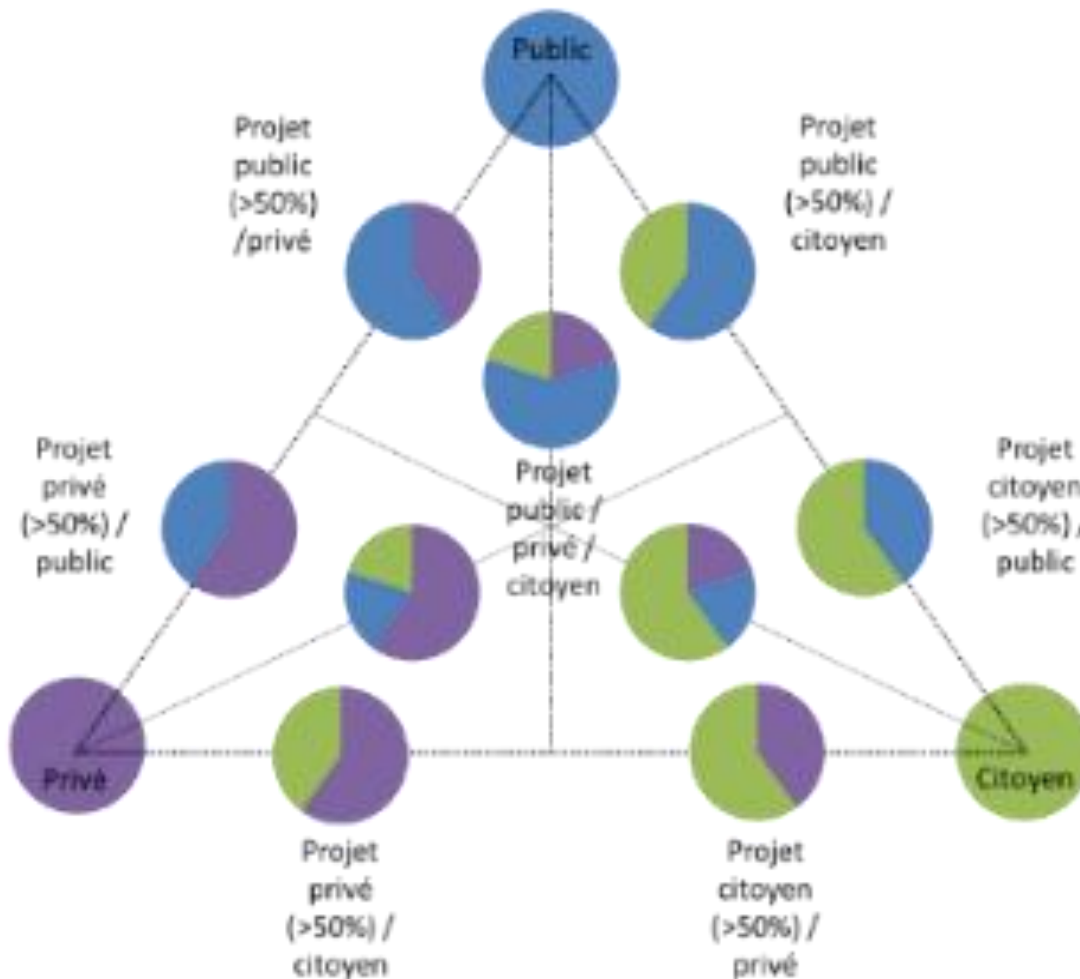 Public
Projet
public
(>50%)
/privé
Projet
public
(>50%) /
citoyen
Projet
privé
(>50%) /
public
Projet
public /
privé /
citoyen
Projet
citoyen
(>50%) /
public
Privé
Citoyen
Projet
privé
(>50%) /
citoyen
Projet
citoyen
(>50%) /
privé